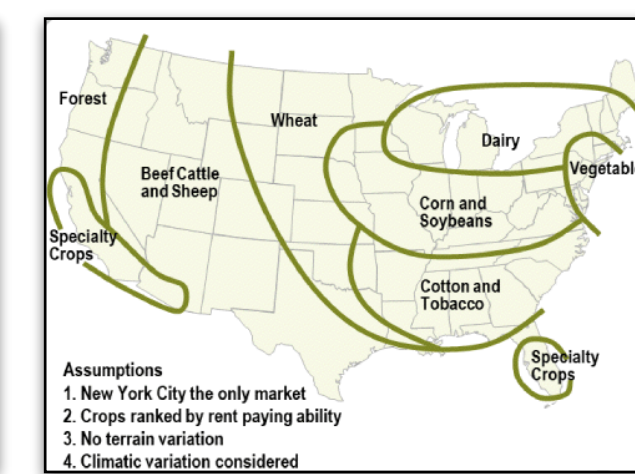 Forest
Wheat
Dairy
Vegetabl
Beef Cattle
and Sheep
Corn and
Soybeans
Specialty
Crops
Cotton and
Tobacco
Specialty
Crops
Assumptions
1. New York City the only market
2. Crops ranked by rent paying ability
3. No terrain variation
4. Climatic variation considered